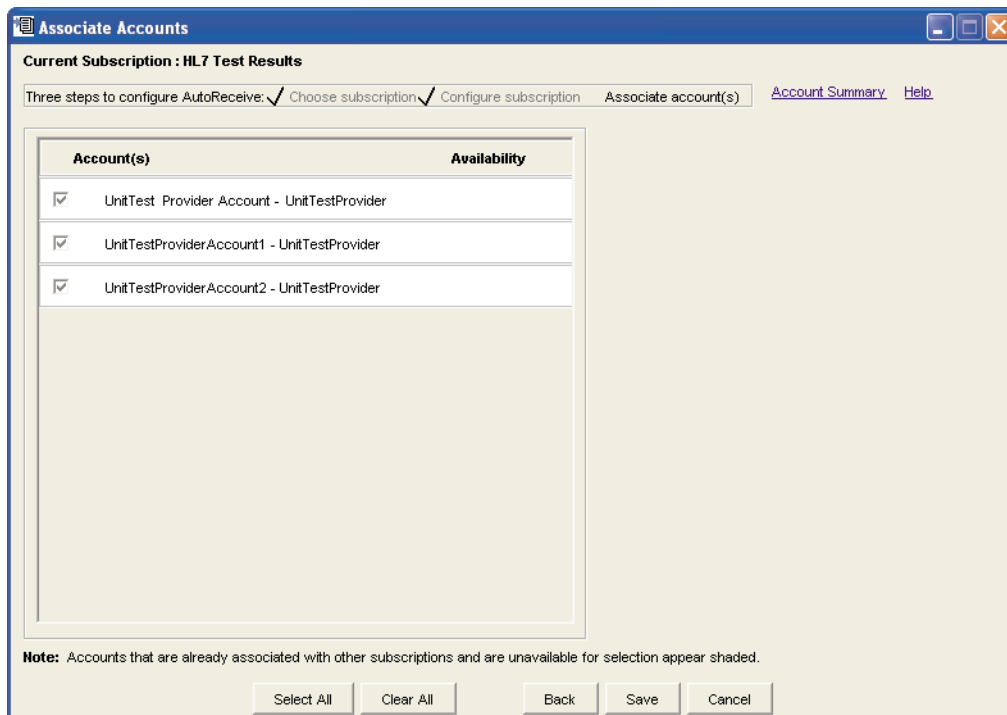 Associate Accounts
Current Subscription : HL7 Test Results
Three steps to configure AutoReceive: Choose subscription Configure subscription Associate account(s) Account Summary Help
Account(s) Availability
UnitTest Provider Account - UnitTestProvider
UnitTestProviderAccount1 - UnitTestProvider
UnitTestProviderAccount2 - UnitTestProvider
Note: Accounts that are already associated with other subscriptions and are unavailable for selection appear shaded.
Select All Clear All Back Save Cancel